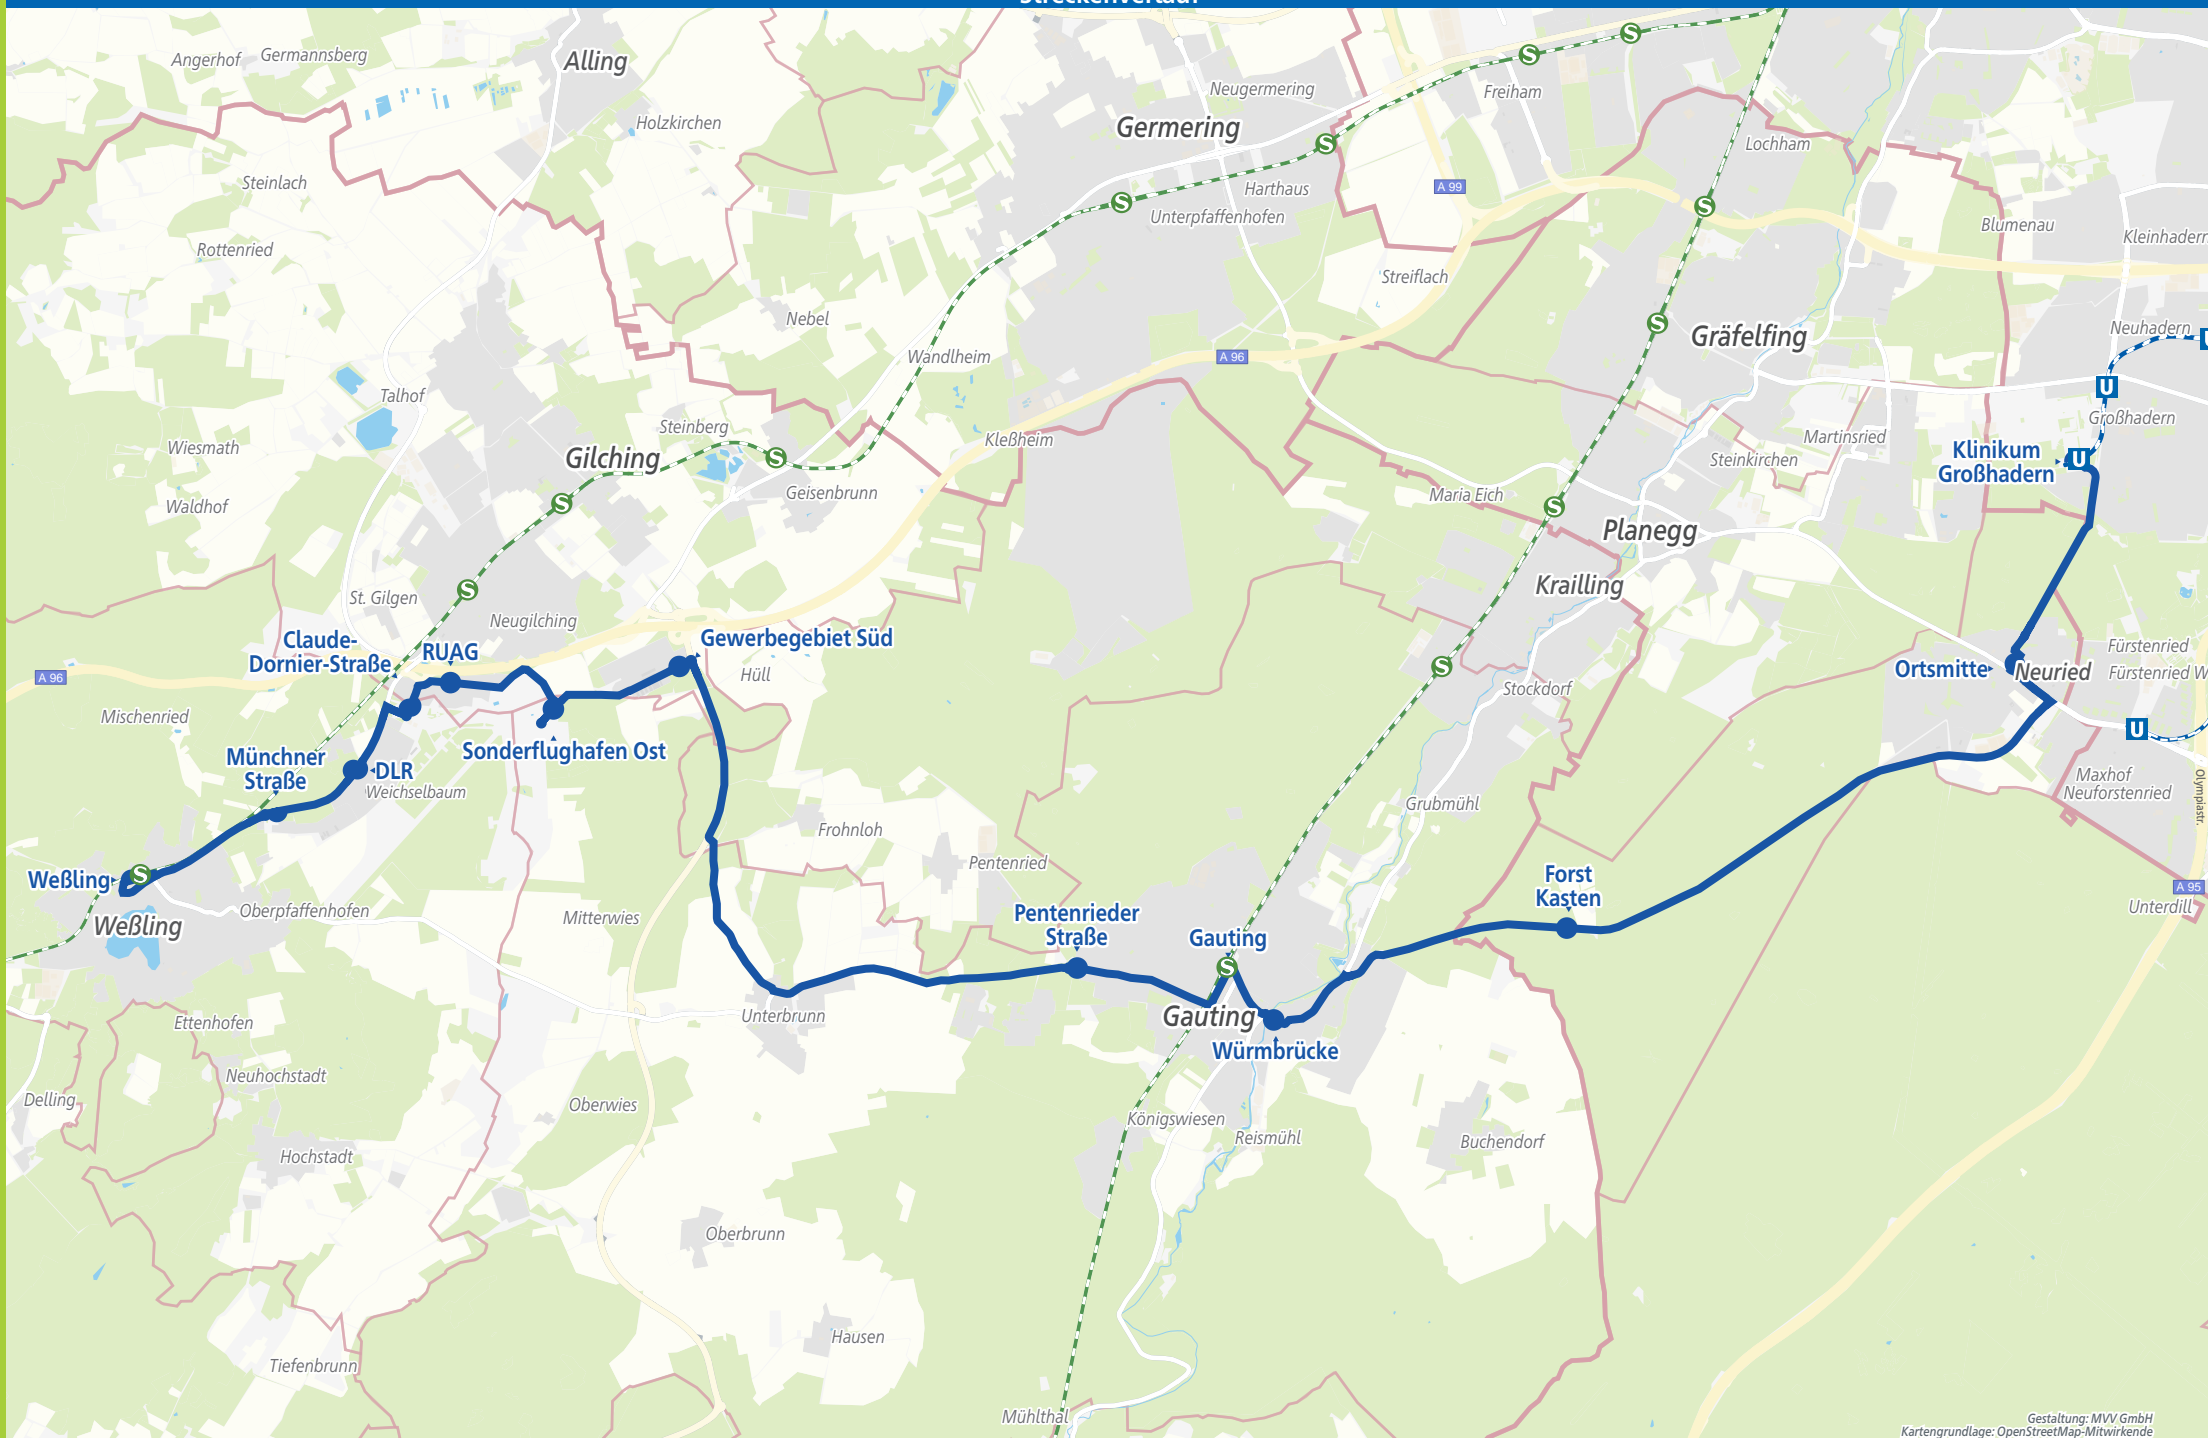 Streckenverlauf
Angerhof
Germannsberg
Alling
Holzkirchen
Neugermering
Germering
Freiham
S
S
S
Lochham
Steinlach
Harthaus
A 99
S
S
Unterpfaffenhofen
Rottenried
Blumenau
Kleinhadern
Streiflach
Nebel
S
Gräfelfing
Neuhadern
Wandlheim
A 96
U
Talhof
Großhadern
Steinberg
Kleßheim
Martinsried
Wiesmath
Gilching
S
Steinkirchen
Klinikum
Großhadern
U
Geisenbrunn
Maria Eich
S
S
Waldhof
Planegg
Krailling
S
St. Gilgen
Neugilching
Claude-
Dornier-Straße
RUAG
Gewerbegebiet Süd
Fürstenried
Ortsmitte
Neuried
Fürstenried W
S
A 96
Hüll
Stockdorf
Mischenried
U
Sonderflughafen Ost
Münchner
Straße
DLR
Weichselbaum
Maxhof
Neuforstenried
Olympiastr.
Grubmühl
Frohnloh
Pentenried
Weßling
S
Forst
Kasten
A 95
Unterdill
Oberpfaffenhofen
Weßling
Mitterwies
Pentenrieder
Straße
Gauting
S
Gauting
Ettenhofen
Unterbrunn
Würmbrücke
Neuhochstadt
Delling
Oberwies
Königswiesen
Reismühl
Buchendorf
Hochstadt
Oberbrunn
Hausen
Tiefenbrunn
Mühlthal
Gestaltung: MVV GmbH
Kartengrundlage: OpenStreetMap-Mitwirkende